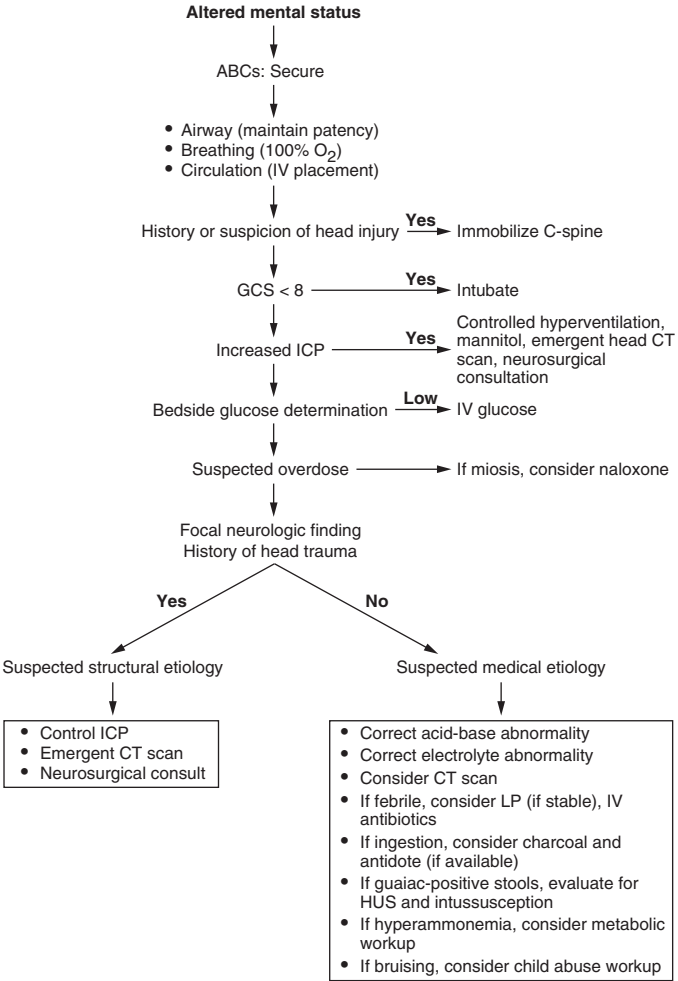 Altered mental status
ABCs: Secure
• Airway (maintain patency)
• Breathing (100% O2)
• Circulation (IV placement)
History or suspicion of head injury Yes Immobilize C-spine
GCS < 8 Yes Intubate
Increased ICP Yes Controlled hyperventilation,
mannitol, emergent head CT
scan, neurosurgical
consultation
Bedside glucose determination Low IV glucose
Suspected overdose If miosis, consider naloxone
Focal neurologic finding
History of head trauma
Yes No
Suspected structural etiology
• Control ICP
• Emergent CT scan
• Neurosurgical consult
Suspected medical etiology
• Correct acid-base abnormality
• Correct electrolyte abnormality
• Consider CT scan
• If febrile, consider LP (if stable), IV
antibiotics
• If ingestion, consider charcoal and
antidote (if available)
• If guaiac-positive stools, evaluate for
HUS and intussusception
• If hyperammonemia, consider metabolic
workup
• If bruising, consider child abuse workup